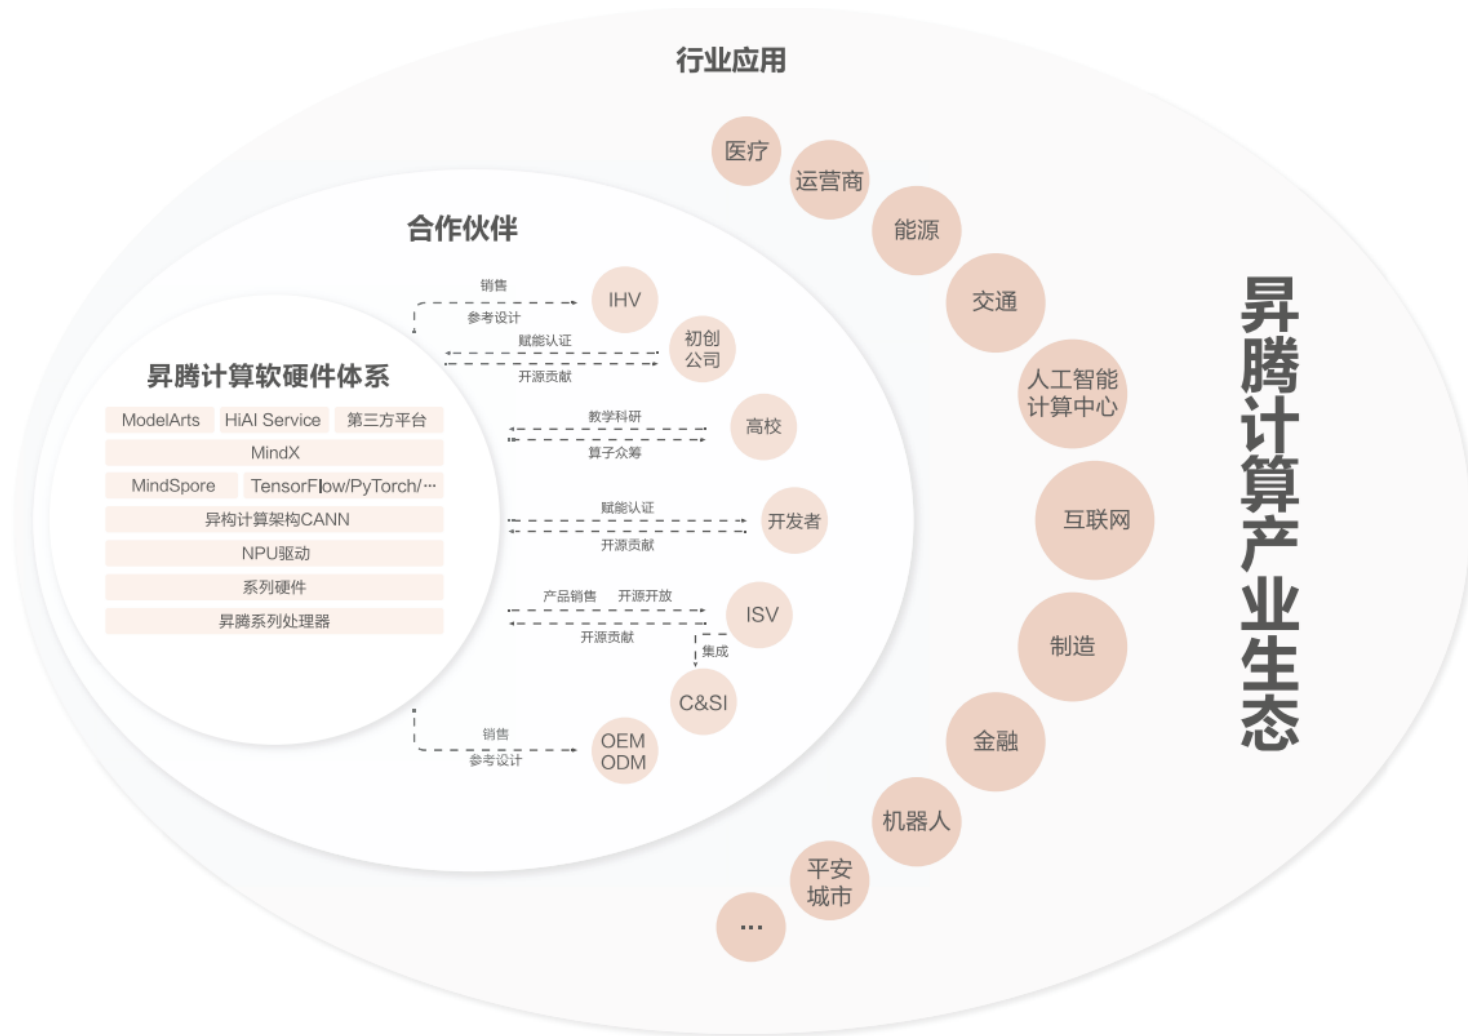 行业应用
医疗
运营商
能源
交通
人工智能
计算中心
互联网
制造
金融
机器人
平安
城市
...
合作伙伴
销售
参考设计
IHV
赋能认证
开源贡献
初创
公司
教学科研
算子众筹
高校
赋能认证
开源贡献
开发者
产品销售 开源开放
开源贡献
ISV
集成
C&SI
销售
参考设计
OEM
ODM
昇腾计算软硬件体系
ModelArts HiAI Service 第三方平台
MindX
MindSpore TensorFlow/PyTorch/···
异构计算架构CANN
NPU驱动
系列硬件
昇腾系列处理器
昇腾计算产业生态